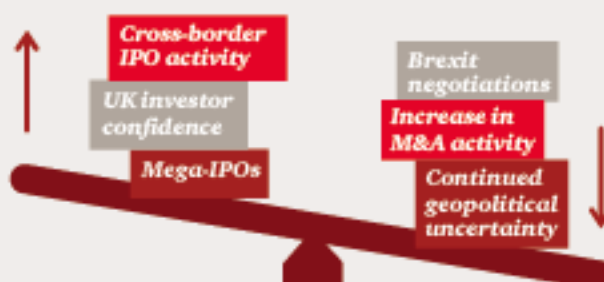 Cross-border
IPO activity
UK investor
confidence
Mega-IPOs
Brexit
negotiations
Increase in
M&A activity
Continued
geopolitical
uncertainty